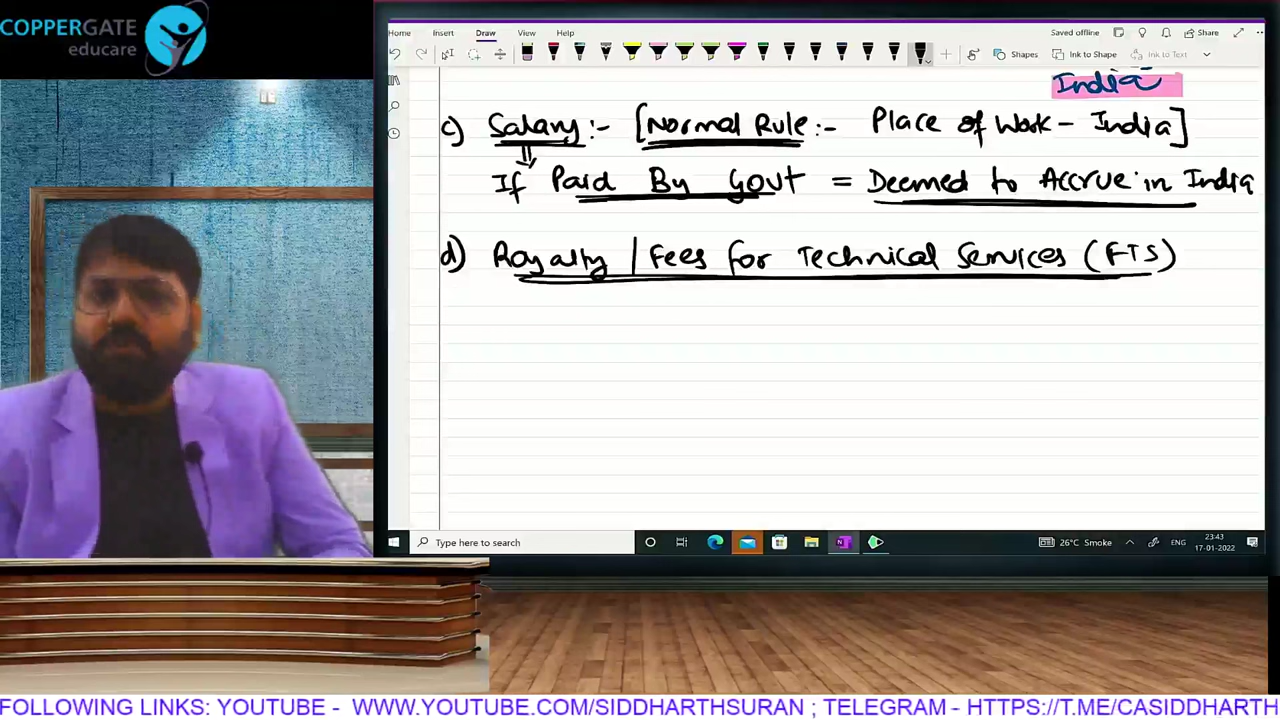 COPPERGATE
educare
Home Insert Draw View Help
Saved offline
Share
Shapes
Ink to Shape
Ink to Text
India
c) Salary :- [Normal Rule :- Place of Work - India]
If Paid By Govt = Deemed to Accrue in India
d) Royalty | Fees for Technical Services (FTS)
Type here to search
26°C Smoke
ENG
23:43
17-01-2022
FOLLOWING LINKS: YOUTUBE - WWW.YOUTUBE.COM/SIDDHARTHSURAN ; TELEGRAM - HTTPS://T.ME/CASIDDHARTH